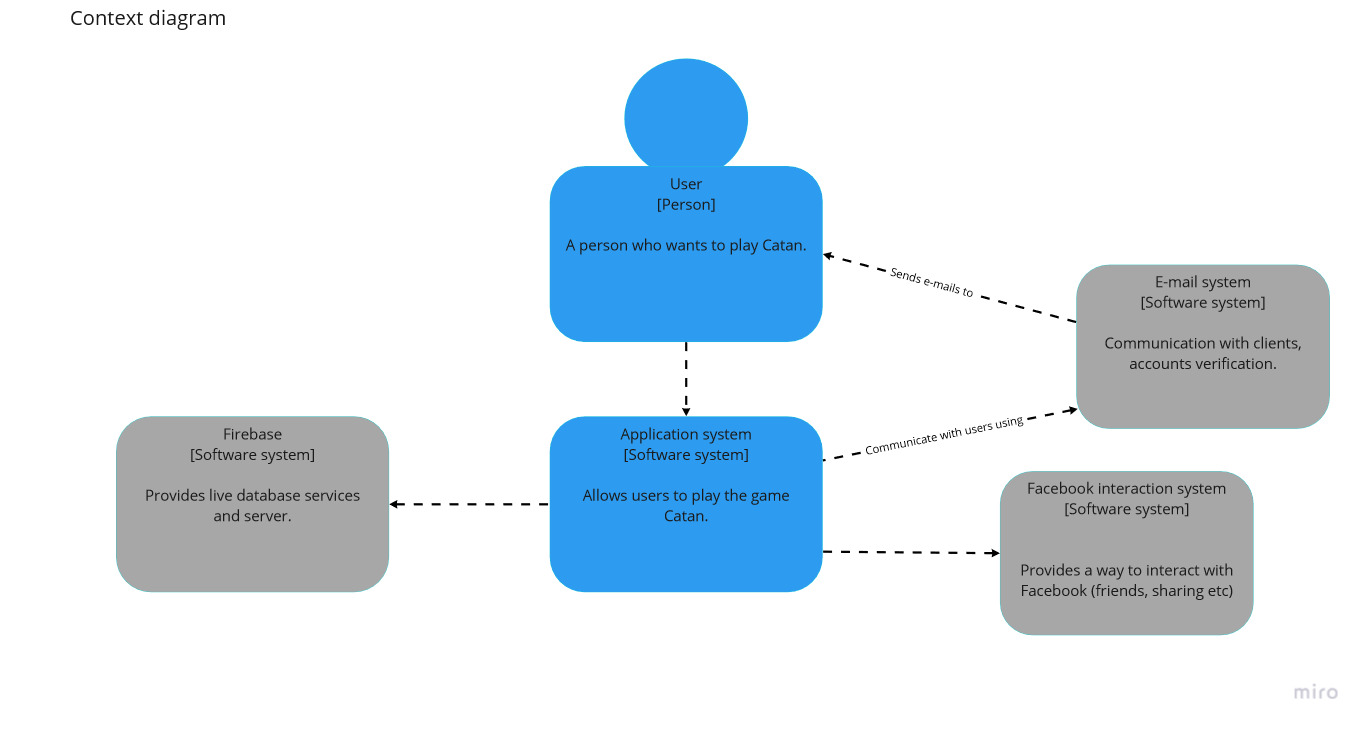 Context diagram
User
[Person]
A person who wants to play Catan.
Sends e-mails to
E-mail system
[Software system]
Communication with clients,
accounts verification.
Communicate with users using
Firebase
[Software system]
Provides live database services
and server.
Application system
[Software system]
Allows users to play the game
Catan.
Facebook interaction system
[Software system]
Provides a way to interact with
Facebook (friends, sharing etc)
miro